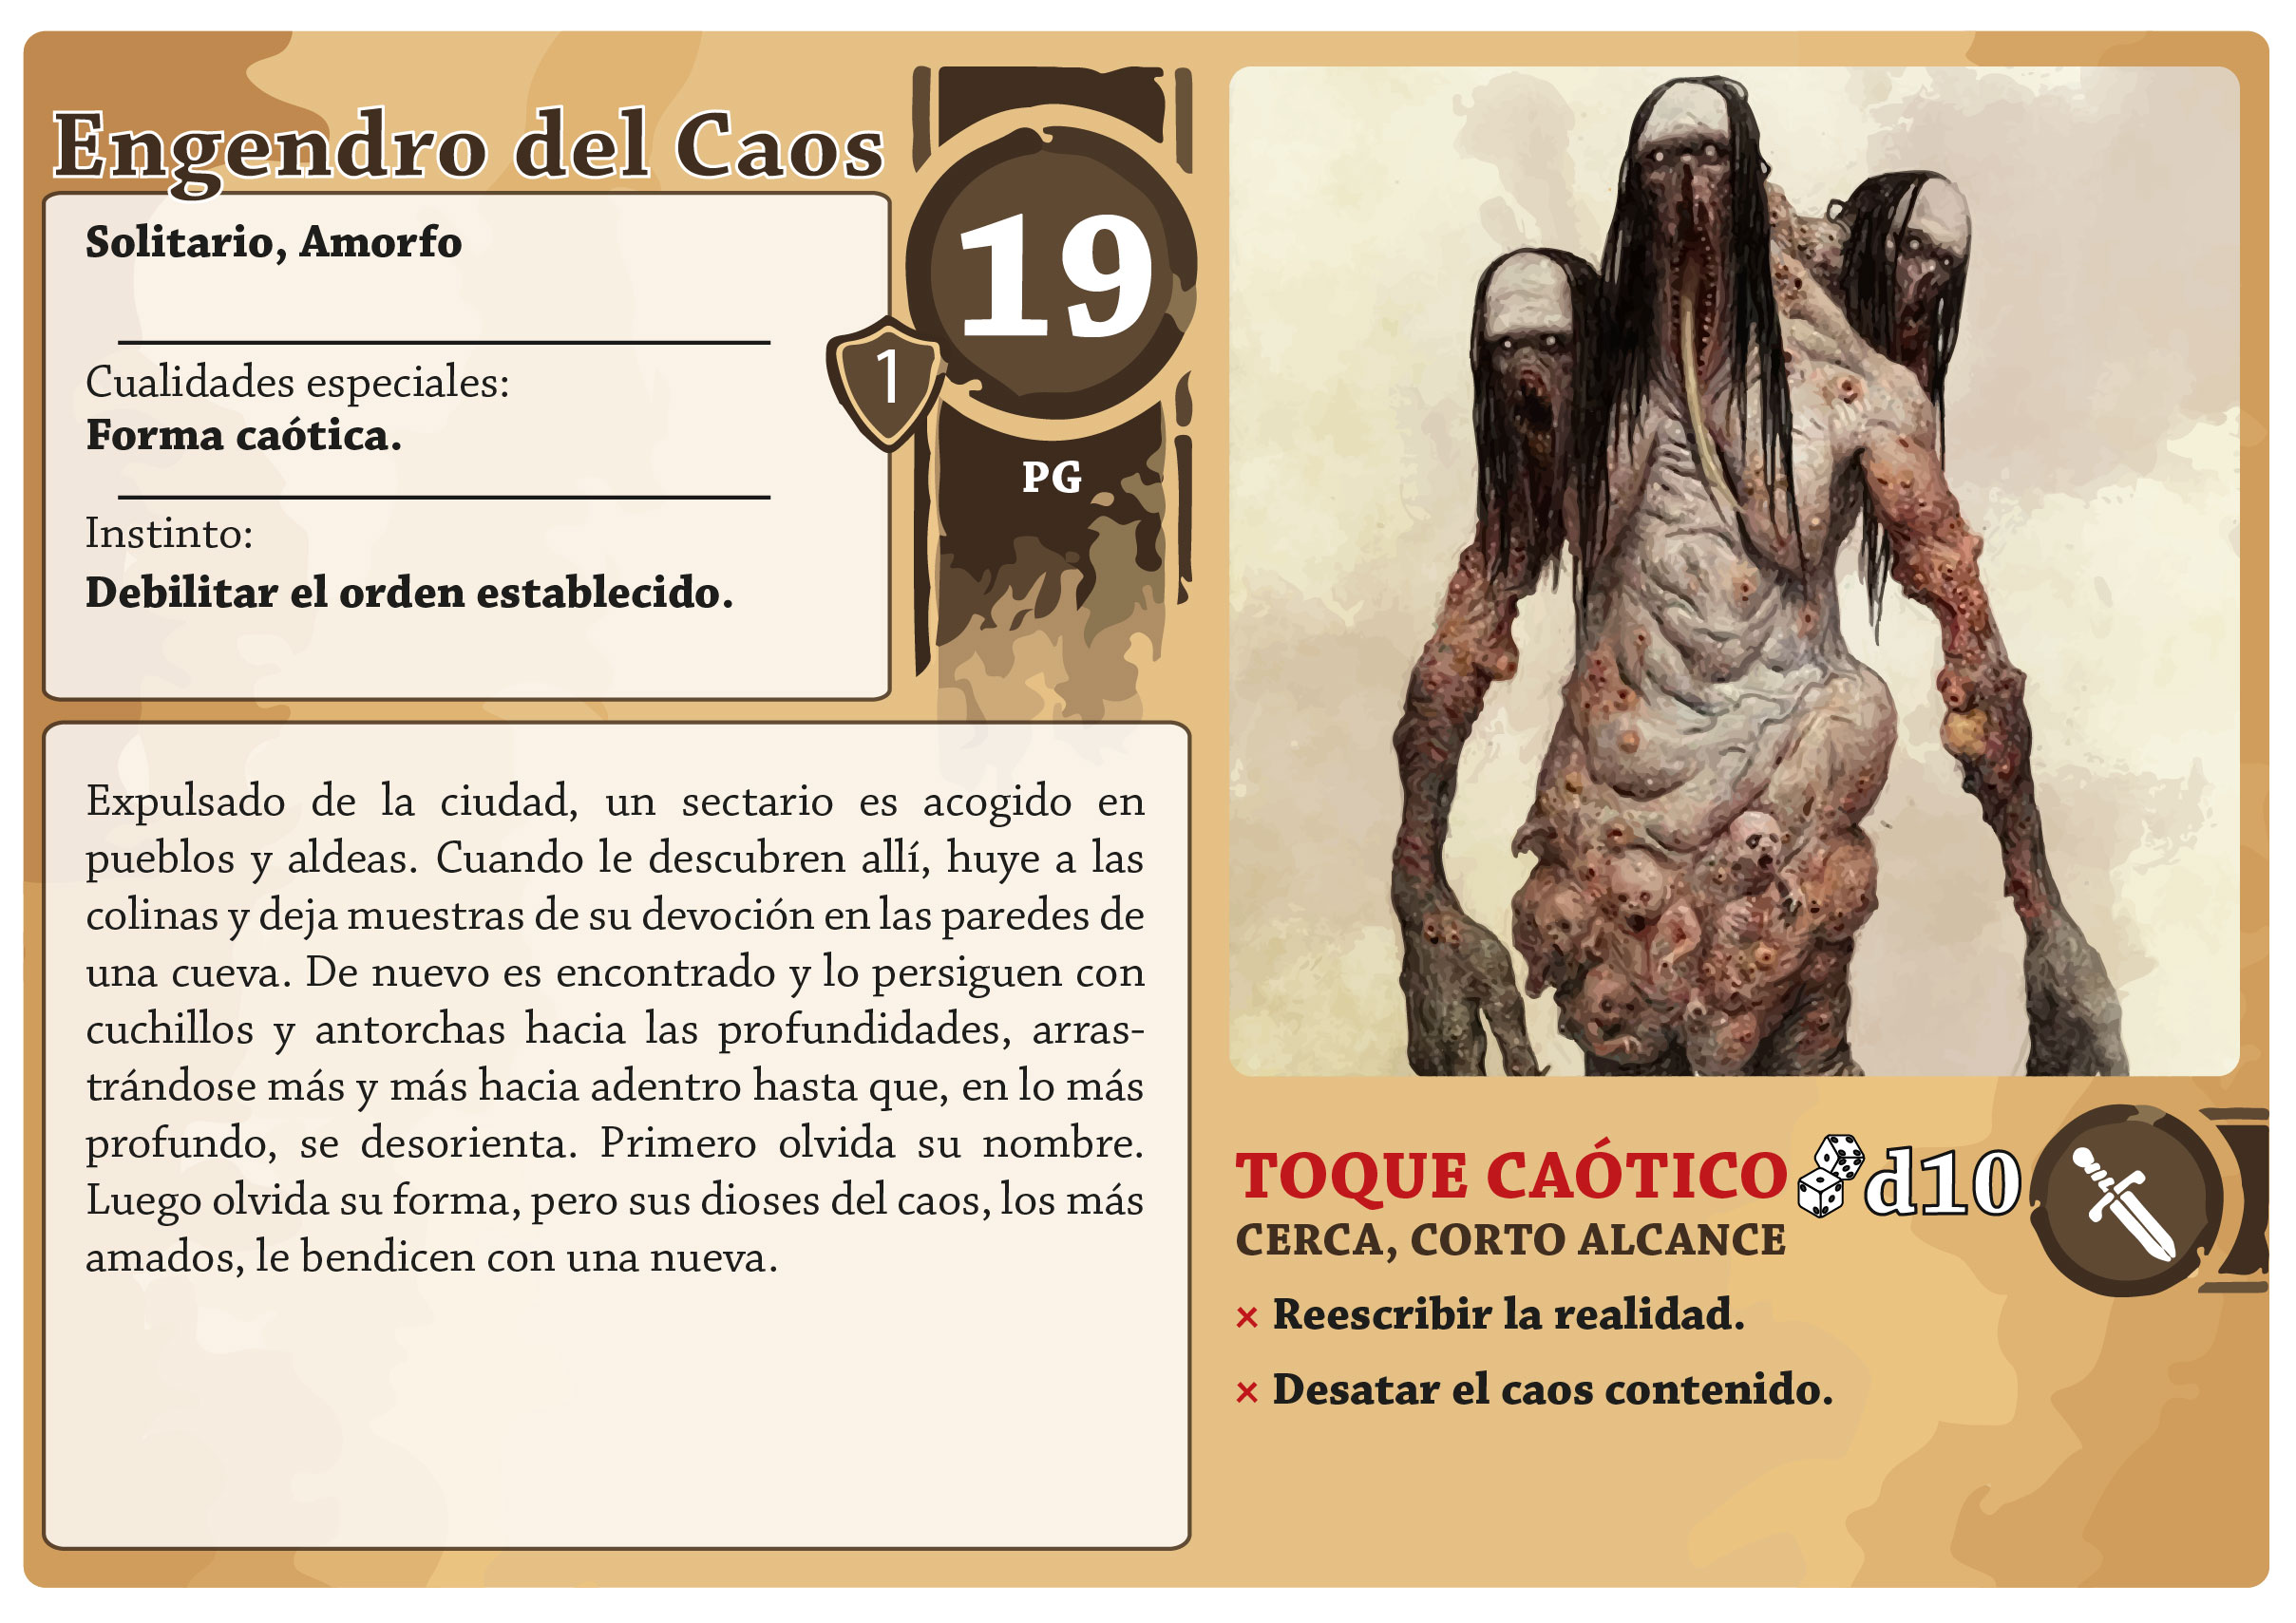 Engendro del Caos
Solitario, Amorfo
Cualidades especiales:
Forma caótica.
Instinto:
Debilitar el orden establecido.
1
19
PG
Expulsado de la ciudad, un sectario es acogido en
pueblos y aldeas. Cuando le descubren allí, huye a las
colinas y deja muestras de su devoción en las paredes de
una cueva. De nuevo es encontrado y lo persiguen con
cuchillos y antorchas hacia las profundidades, arras-
trándose más y más hacia adentro hasta que, en lo más
profundo, se desorienta. Primero olvida su nombre.
Luego olvida su forma, pero sus dioses del caos, los más
amados, le bendicen con una nueva.
TOQUE CAÓTICO d10
CERCA, CORTO ALCANCE
× Reescribir la realidad.
× Desatar el caos contenido.